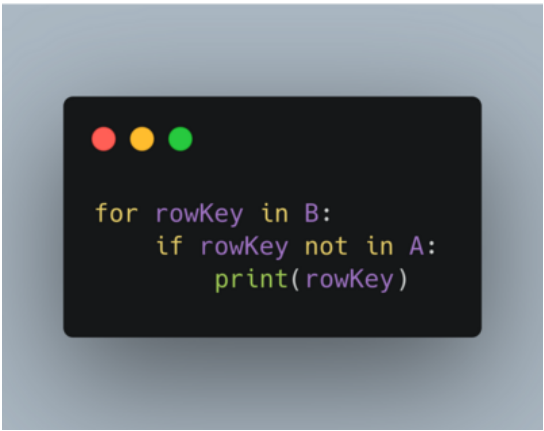 for rowKey in B:
    if rowKey not in A:
        print(rowKey)